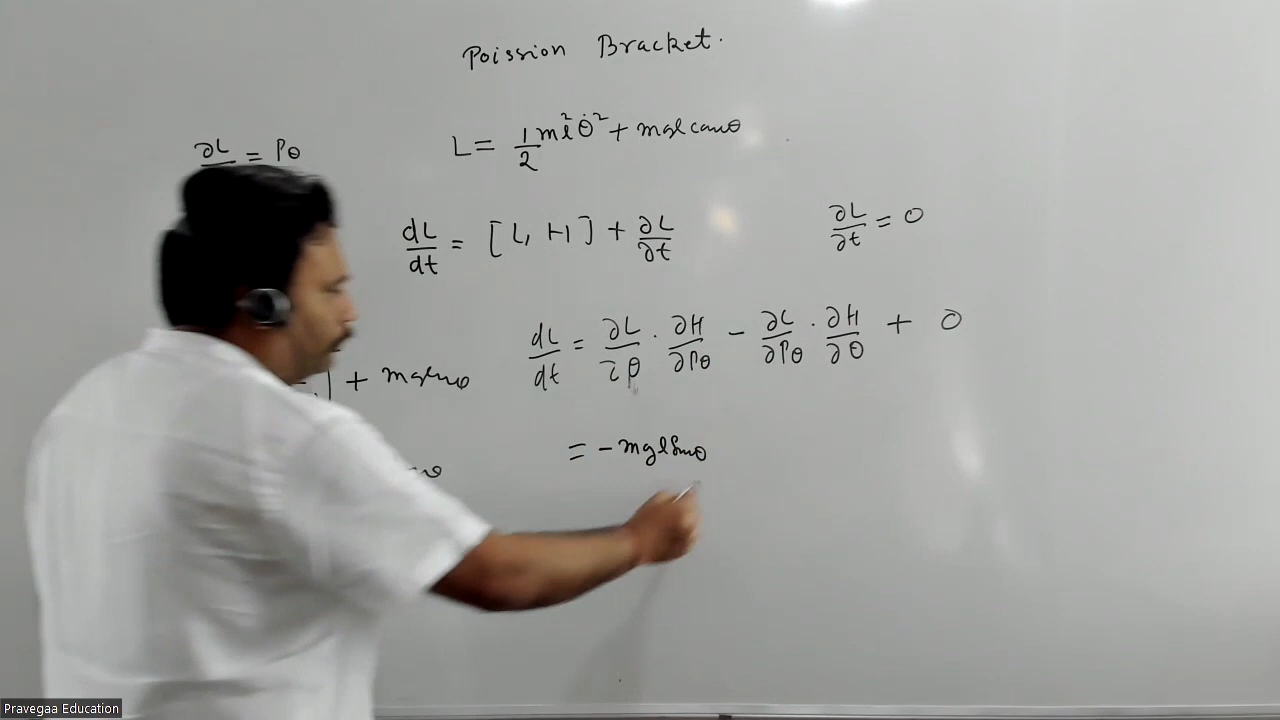 Poission Bracket.
∂L = Pθ
L = 1/2 ml²θ̇² + mgl cosθ
dL/dt = [L, H] + ∂L/∂t
∂L/∂t = 0
+ mglcosθ
dL/dt = ∂L/∂θ · ∂H/∂Pθ - ∂L/∂Pθ · ∂H/∂θ + 0
= - mgl Sinθ
Pravegaa Education